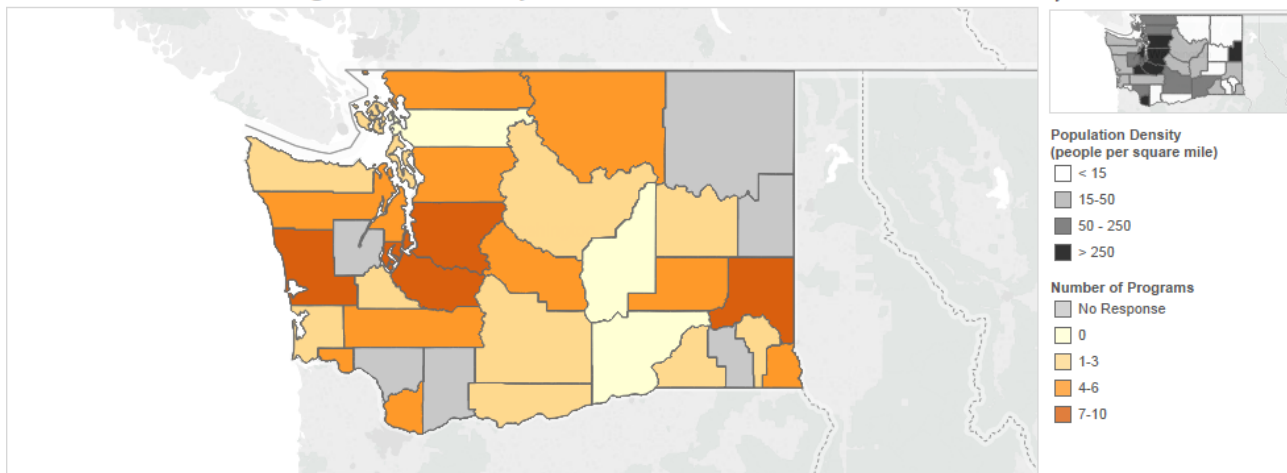 Population Density
(people per square mile)
< 15
15-50
50 - 250
> 250
Number of Programs
No Response
0
1-3
4-6
7-10